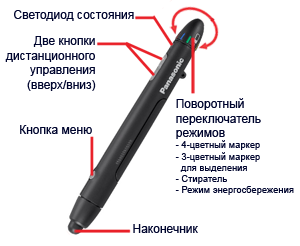 Светодиод состояния
Две кнопки
дистанционного
управления
(вверх/вниз)
Panasonic
Поворотный
переключатель
режимов
- 4-цветный маркер
- 3-цветный маркер
для выделения
- Стиратель
- Режим энергосбережения
Кнопка меню
Наконечник